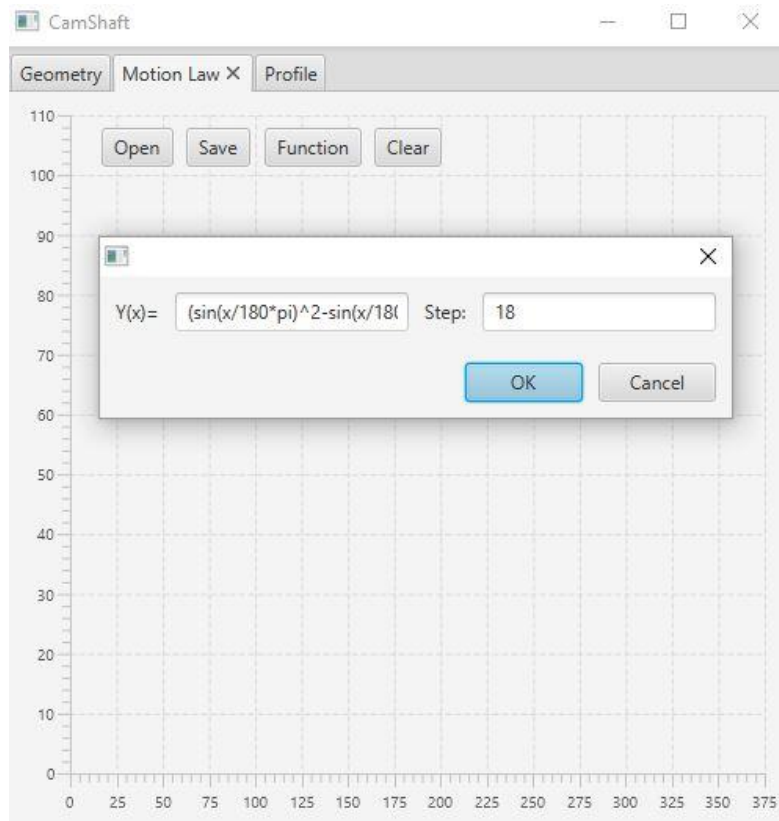 CamShaft
Geometry Motion Law Profile
Open Save Function Clear
110
100
90
80
70
60
50
40
30
20
10
0
Y(x)= (sin(x/180*pi)^2-sin(x/18( Step: 18
OK Cancel
0 25 50 75 100 125 150 175 200 225 250 275 300 325 350 375